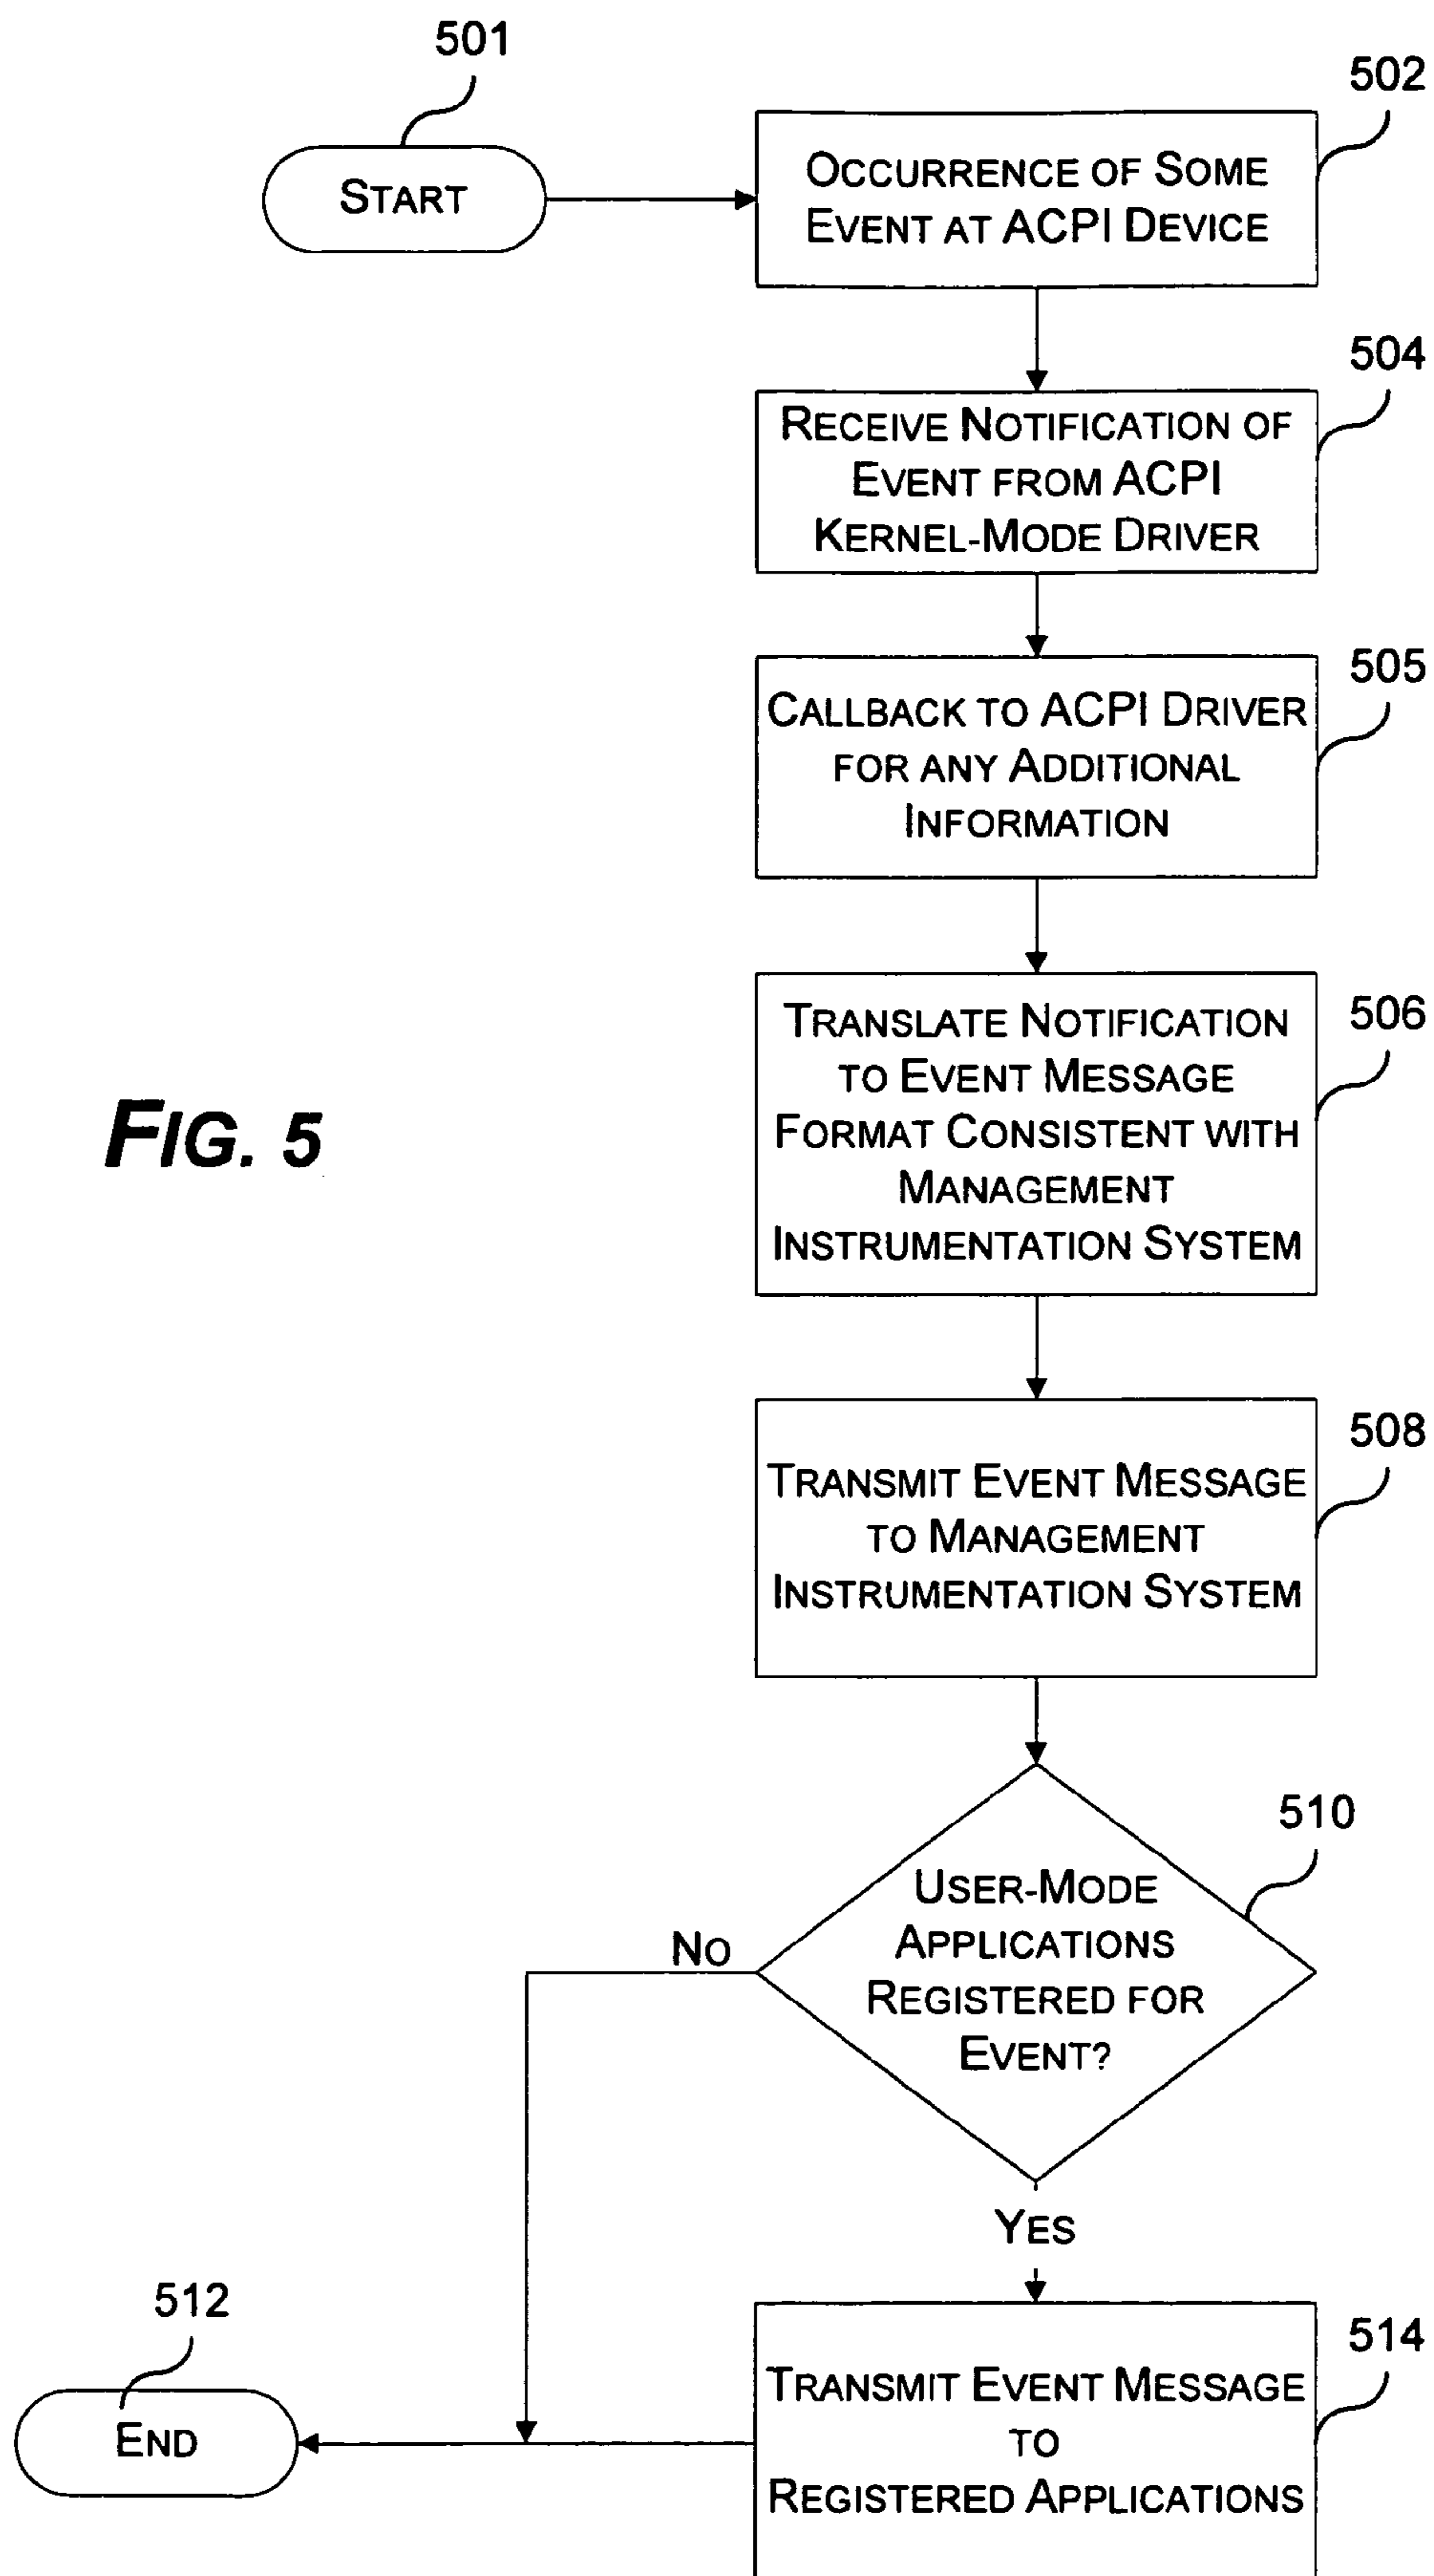 501
START
502
OCCURRENCE OF SOME
EVENT AT ACPI DEVICE
504
RECEIVE NOTIFICATION OF
EVENT FROM ACPI
KERNEL-MODE DRIVER
505
CALLBACK TO ACPI DRIVER
FOR ANY ADDITIONAL
INFORMATION
506
TRANSLATE NOTIFICATION
TO EVENT MESSAGE
FORMAT CONSISTENT WITH
MANAGEMENT
INSTRUMENTATION SYSTEM
FIG. 5
508
TRANSMIT EVENT MESSAGE
TO MANAGEMENT
INSTRUMENTATION SYSTEM
510
USER-MODE
APPLICATIONS
REGISTERED FOR
EVENT?
NO
YES
512
END
514
TRANSMIT EVENT MESSAGE
TO
REGISTERED APPLICATIONS